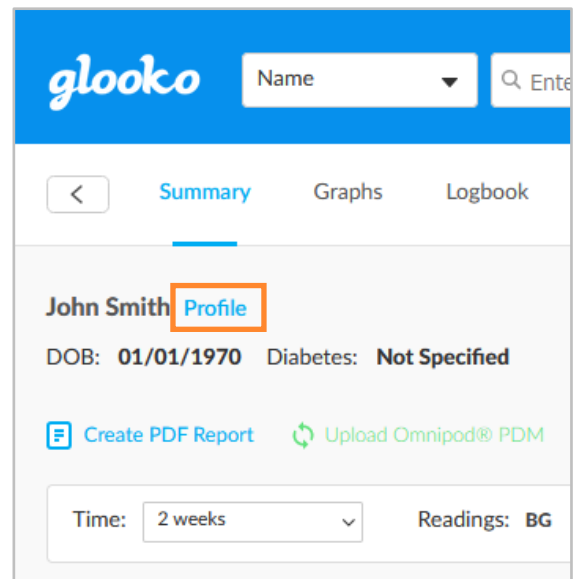 glooko Name Ente
Summary Graphs Logbook
John Smith Profile
DOB: 01/01/1970 Diabetes: Not Specified
Create PDF Report Upload Omnipod® PDM
Time: 2 weeks Readings: BG